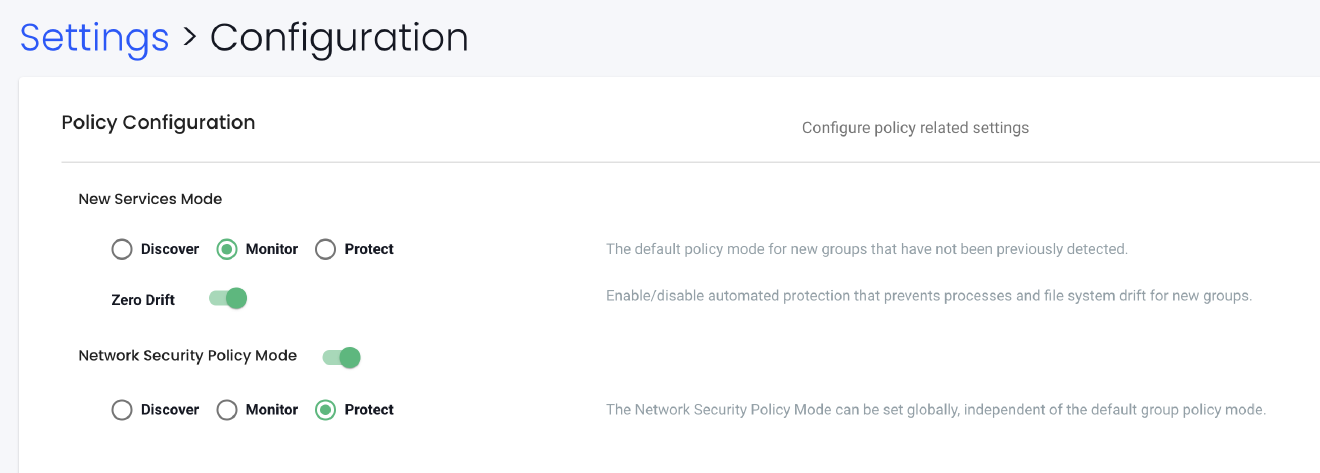 Settings > Configuration
Policy Configuration
Configure policy related settings
New Services Mode
Discover Monitor Protect
The default policy mode for new groups that have not been previously detected.
Zero Drift
Enable/disable automated protection that prevents processes and file system drift for new groups.
Network Security Policy Mode
Discover Monitor Protect
The Network Security Policy Mode can be set globally, independent of the default group policy mode.